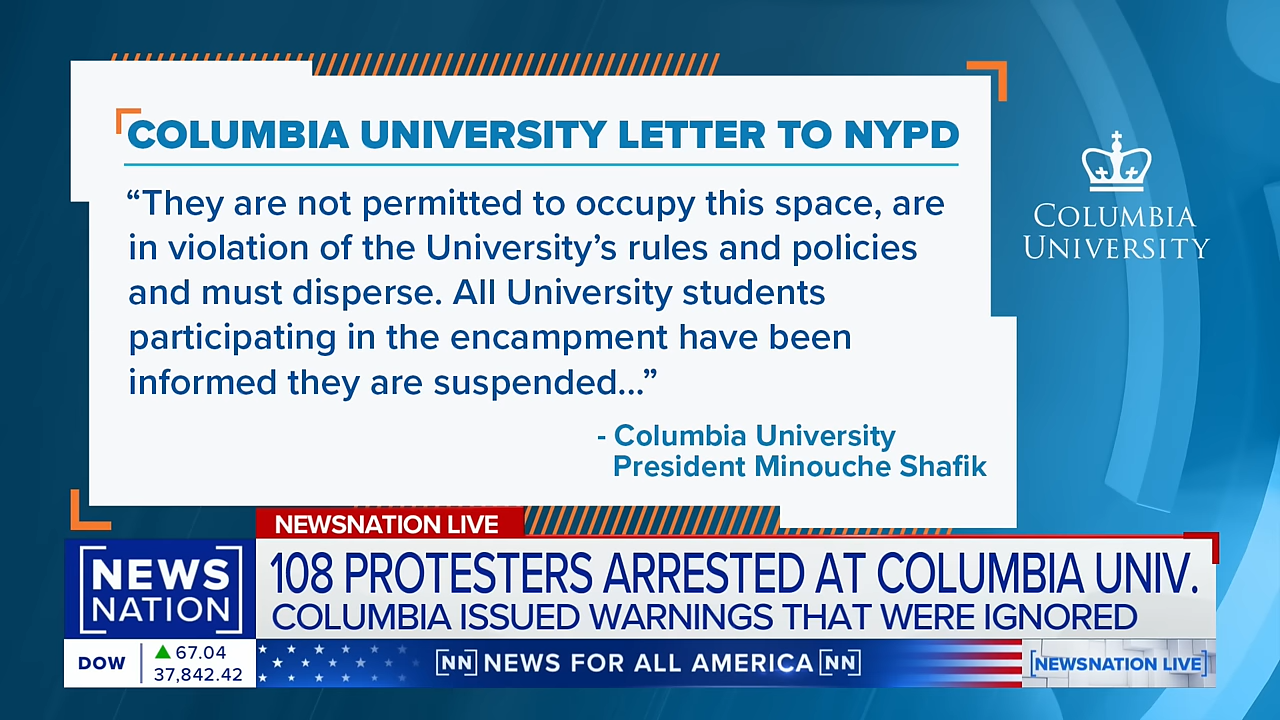 COLUMBIA UNIVERSITY LETTER TO NYPD
“They are not permitted to occupy this space, are
in violation of the University’s rules and policies
and must disperse. All University students
participating in the encampment have been
informed they are suspended...”
- Columbia University
President Minouche Shafik
COLUMBIA
UNIVERSITY
NEWSNATION LIVE
NEWS
NATION
108 PROTESTERS ARRESTED AT COLUMBIA UNIV.
COLUMBIA ISSUED WARNINGS THAT WERE IGNORED
DOW
67.04
37,842.42
NN NEWS FOR ALL AMERICA NN
NEWSNATION LIVE